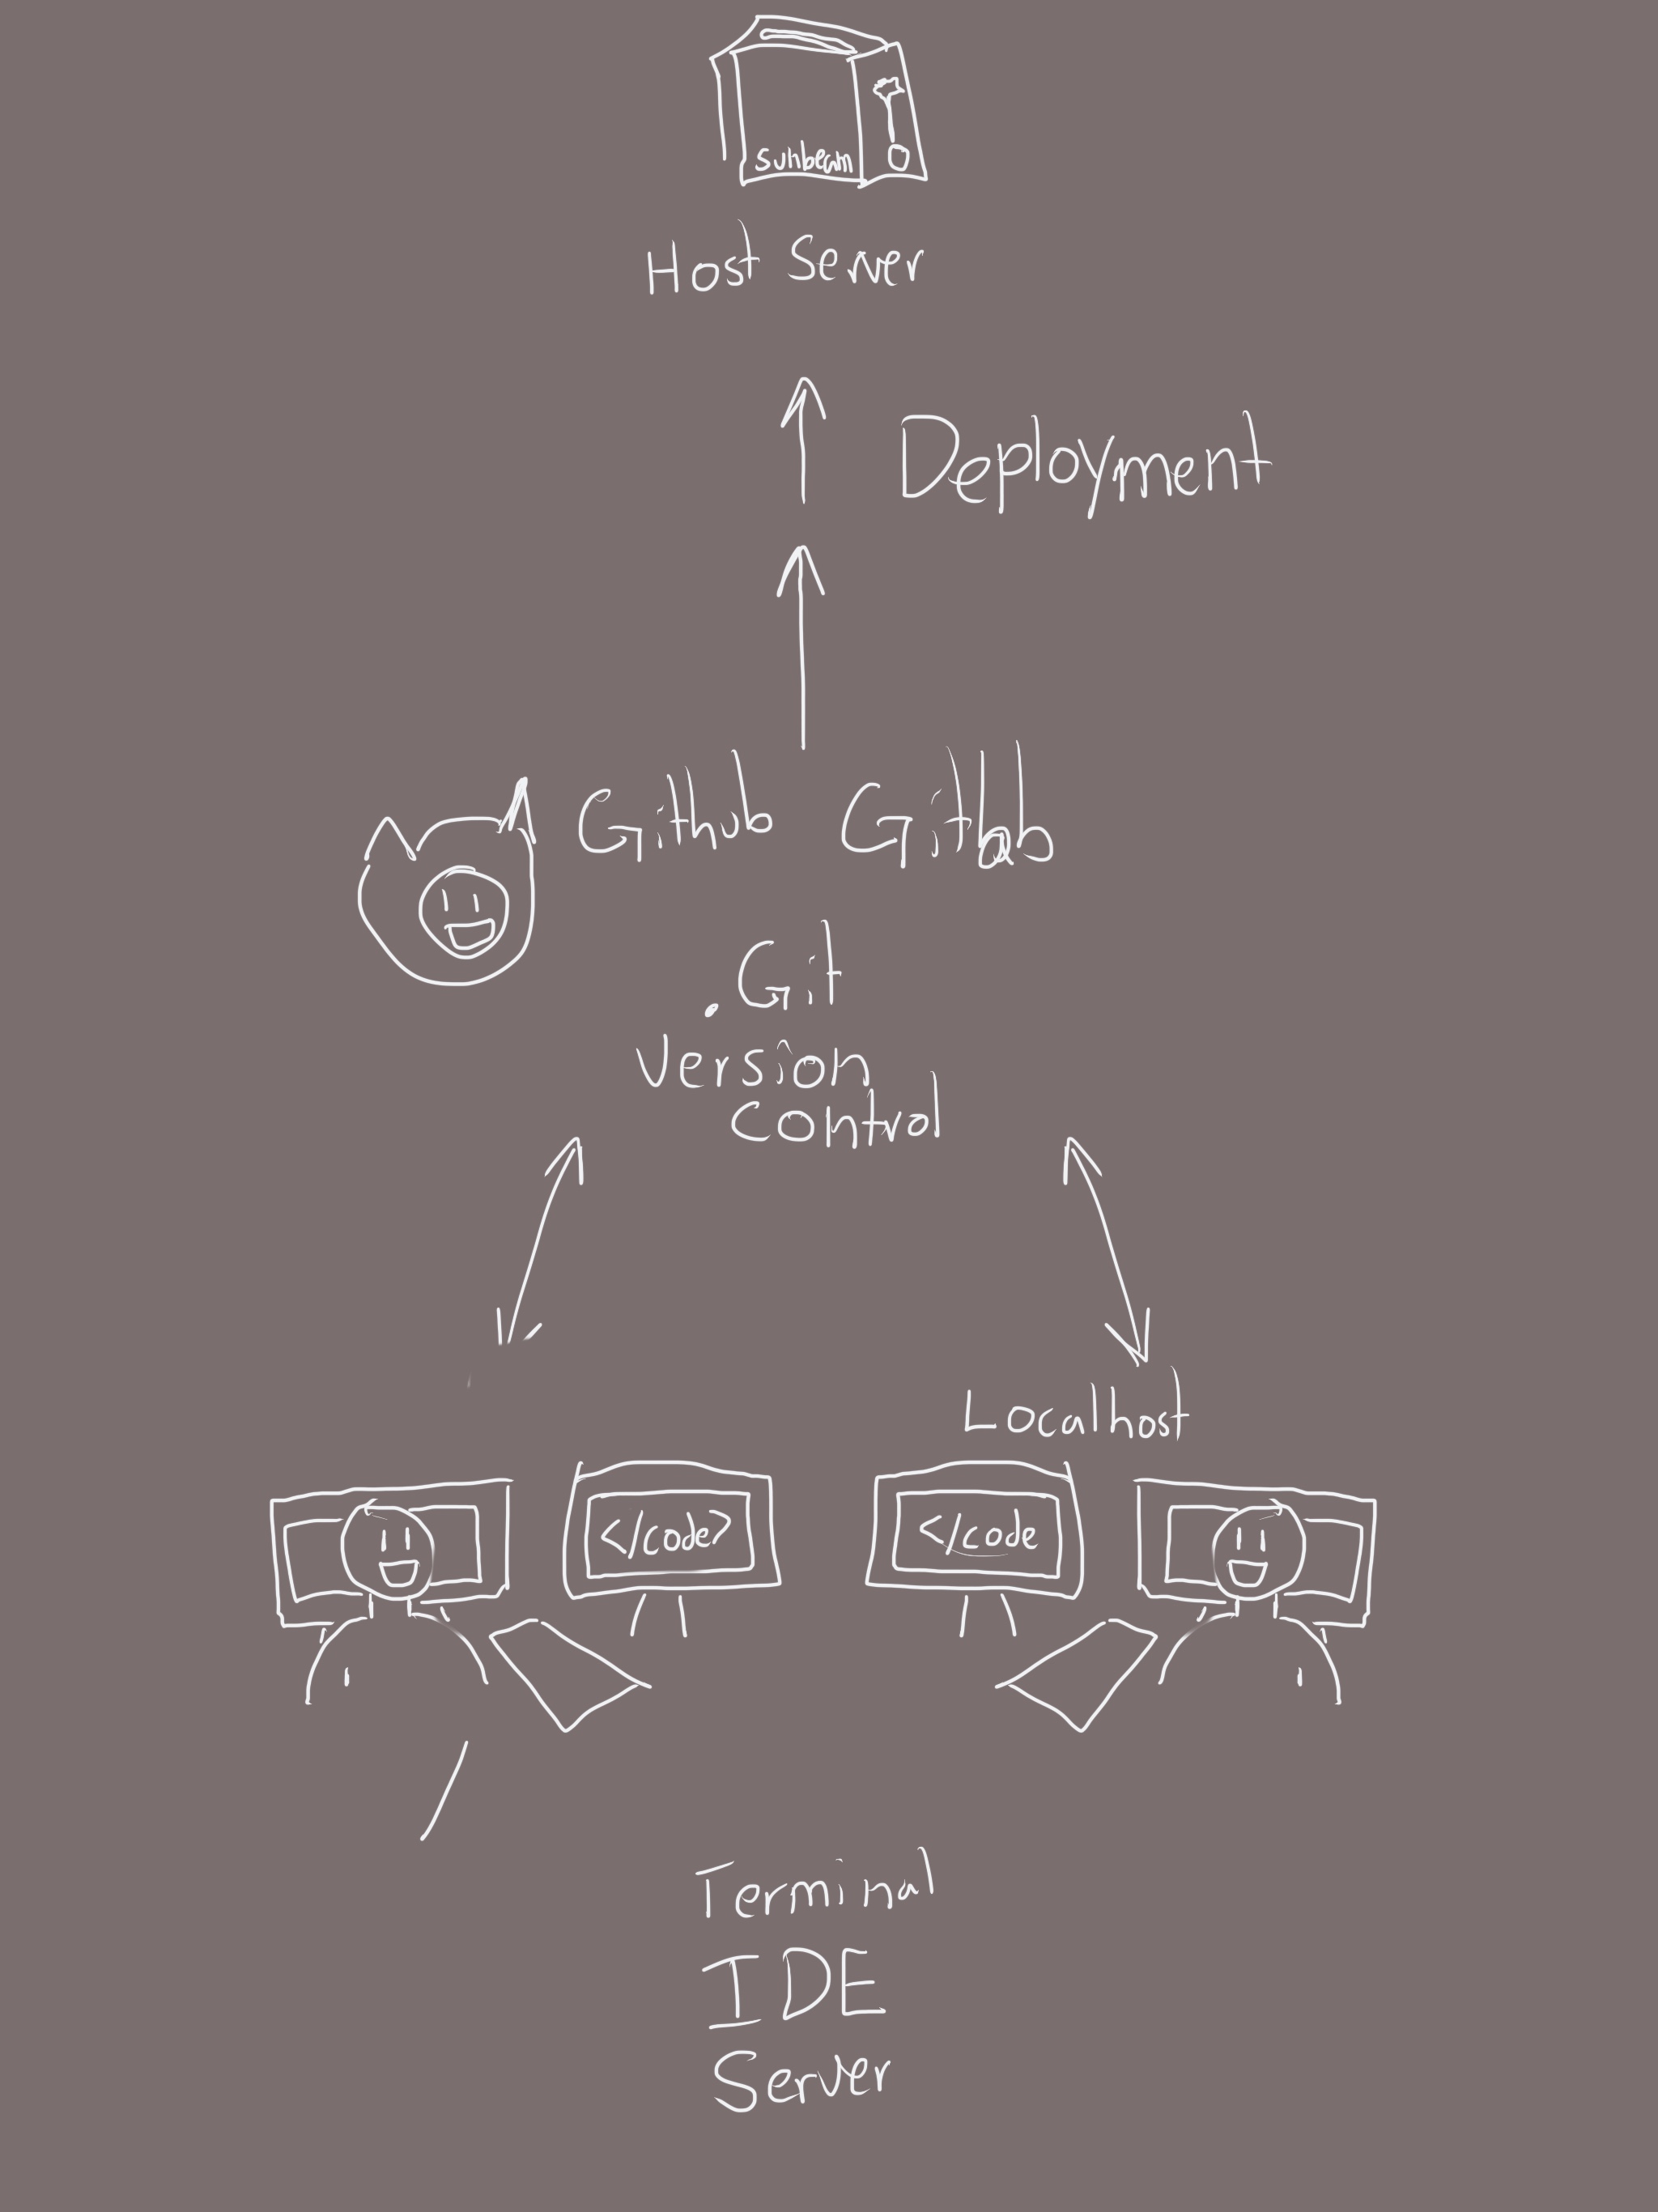 Sunbeam
Host Server
Deployment
Github Gitlab
.Git
Version
Control
Localhost
</code>
</code
Terminal
IDE
Server